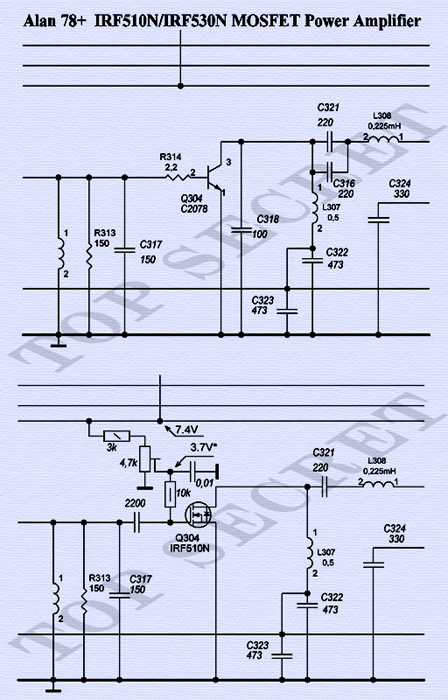 Alan 78+ IRF510N/IRF530N MOSFET Power Amplifier
C321
220
L308
0,225mH
2
1
R314
2,2
2
3
1
Q304
C2078
C316
220
1
L307
0,5
2
C324
330
1
2
R313
150
C317
150
C318
100
C322
473
C323
473
TOP SECRET
7.4V
3k
4,7k
3.7V*
0,01
10k
2200
Q304
IRF510N
C321
220
L308
0,225mH
2
1
C324
330
1
L307
0,5
2
1
2
R313
150
C317
150
C322
473
C323
473
TOP SECRET